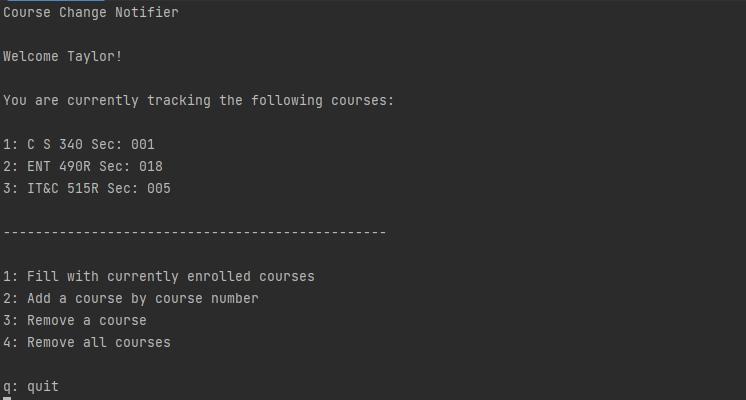 Course Change Notifier
Welcome Taylor!
You are currently tracking the following courses:
1: C S 340 Sec: 001
2: ENT 490R Sec: 018
3: IT&C 515R Sec: 005
------------------------------------------------
1: Fill with currently enrolled courses
2: Add a course by course number
3: Remove a course
4: Remove all courses
q: quit